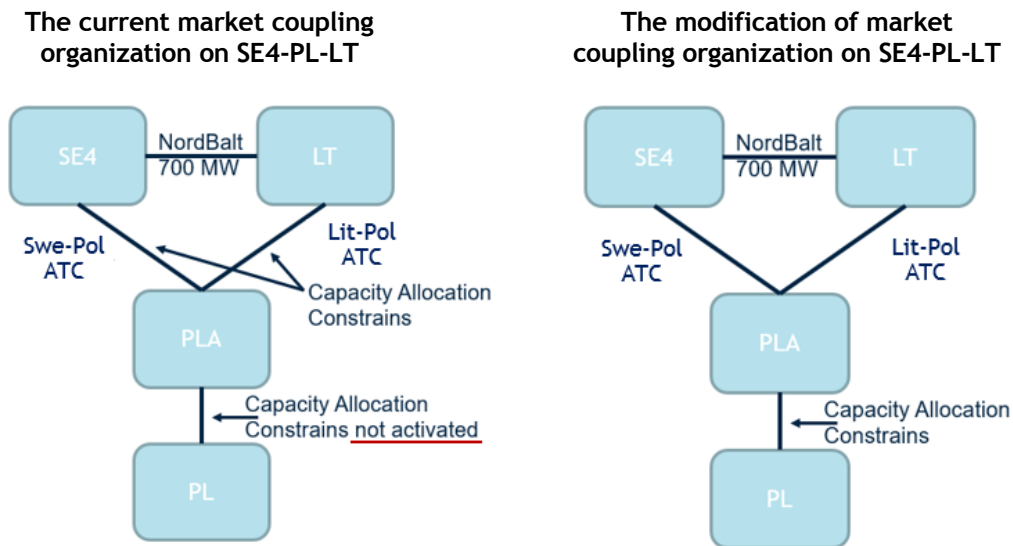 The current market coupling
organization on SE4-PL-LT
SE4
NordBalt
700 MW
LT
Swe-Pol
ATC
Lit-Pol
ATC
Capacity Allocation
Constrains
PLA
Capacity Allocation
Constrains not activated
PL
The modification of market
coupling organization on SE4-PL-LT
SE4
NordBalt
700 MW
LT
Swe-Pol
ATC
Lit-Pol
ATC
PLA
Capacity Allocation
Constrains
PL